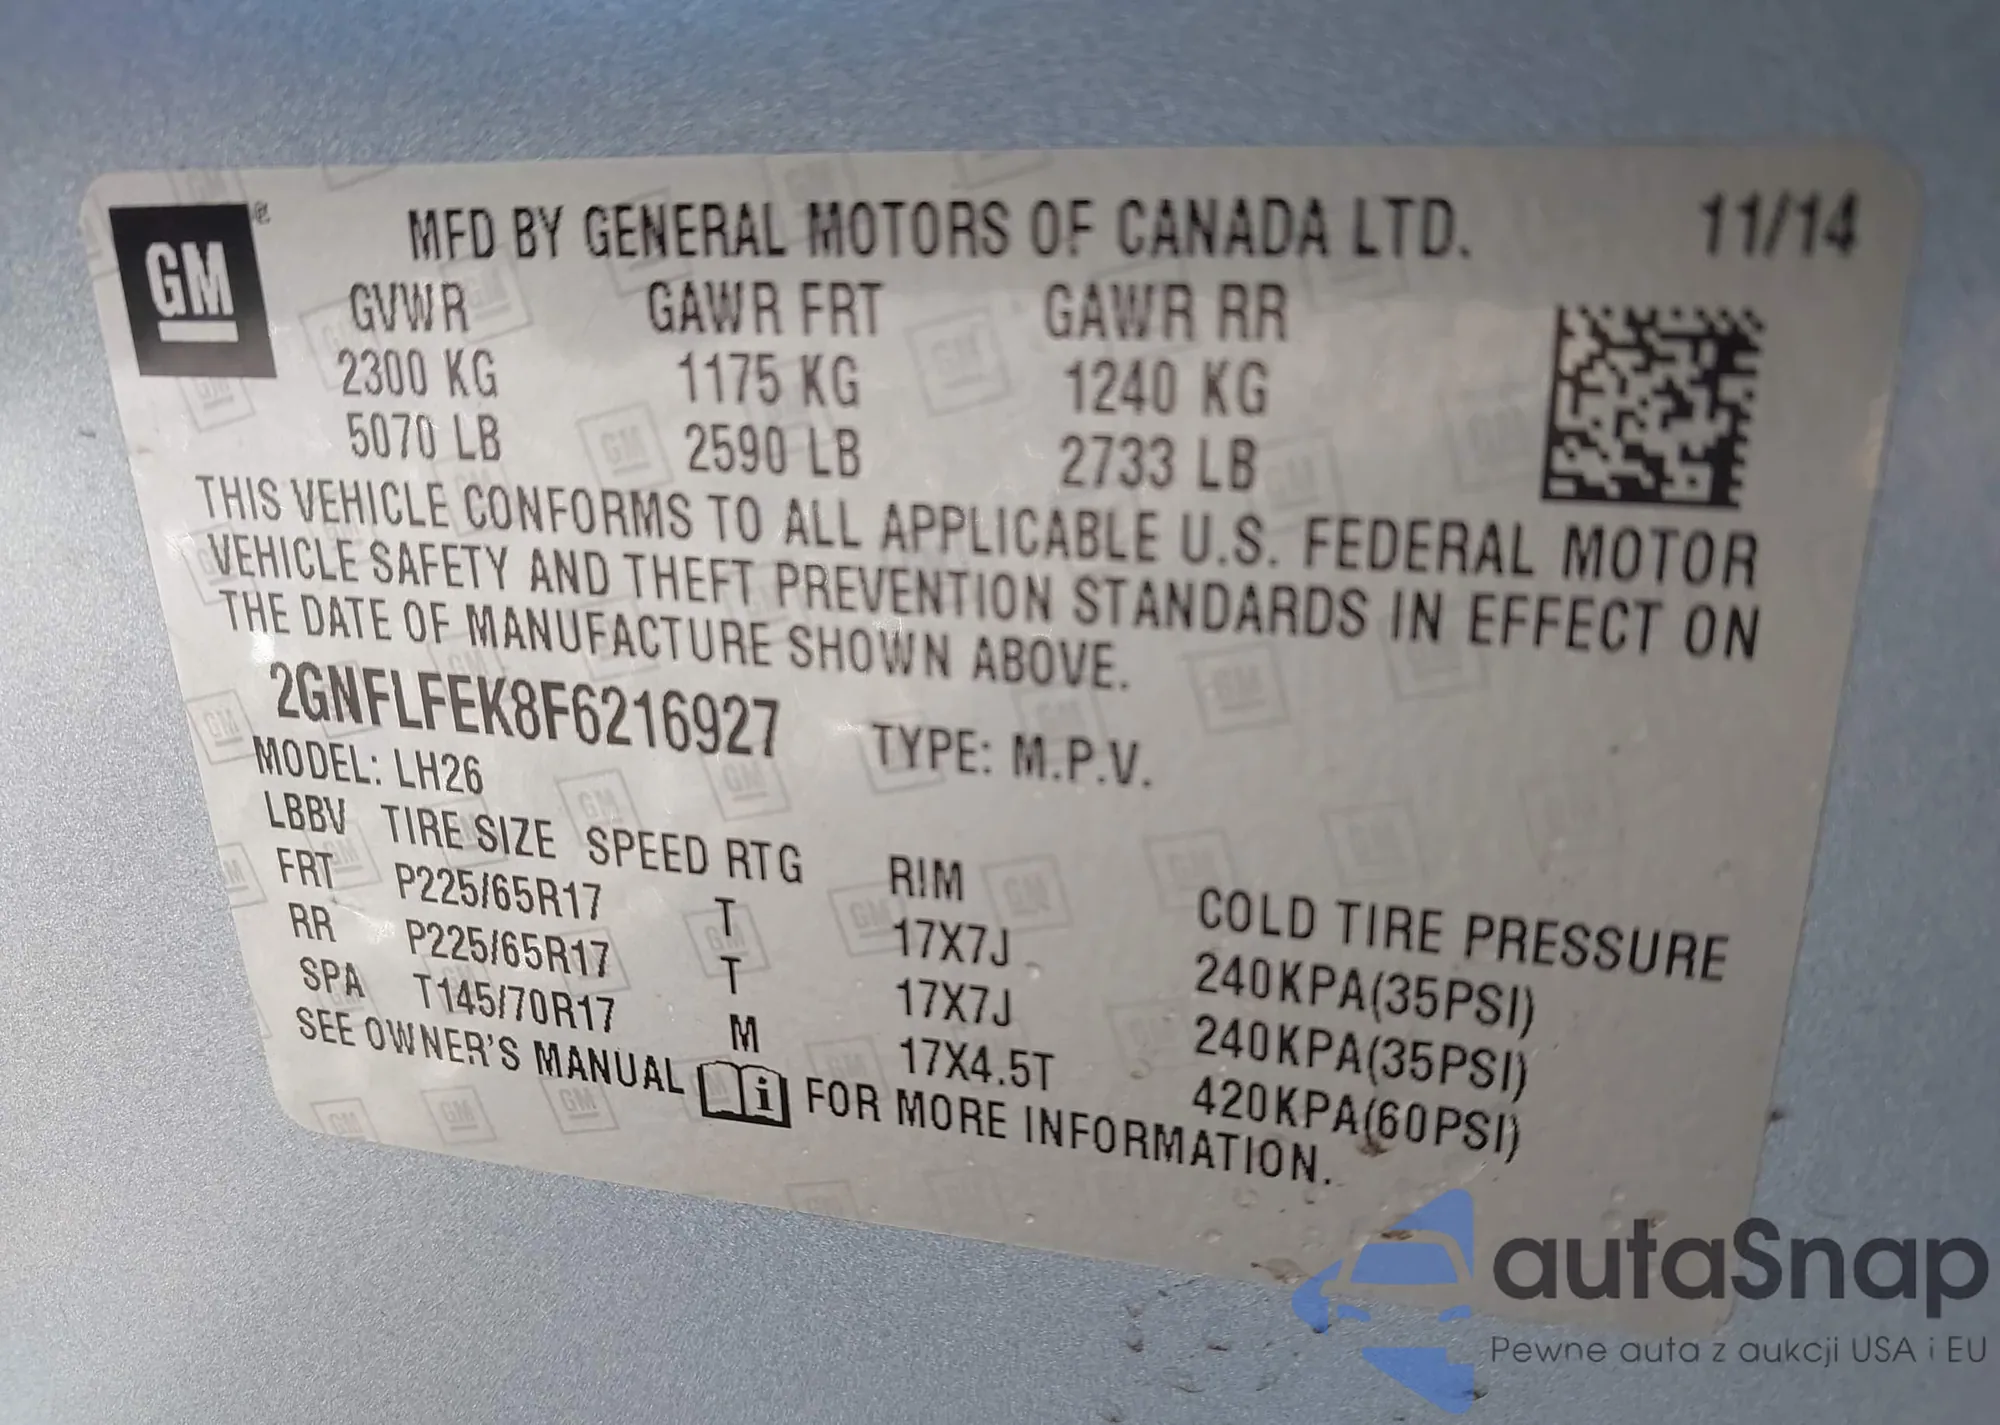 GM®
MFD BY GENERAL MOTORS OF CANADA LTD. 11/14
GVWR GAWR FRT GAWR RR
2300 KG 1175 KG 1240 KG
5070 LB 2590 LB 2733 LB
THIS VEHICLE CONFORMS TO ALL APPLICABLE U.S. FEDERAL MOTOR
VEHICLE SAFETY AND THEFT PREVENTION STANDARDS IN EFFECT ON
THE DATE OF MANUFACTURE SHOWN ABOVE.
2GNFLFEK8F6216927 TYPE: M.P.V.
MODEL: LH26
LBBV TIRE SIZE SPEED RTG RIM COLD TIRE PRESSURE
FRT P225/65R17 T 17X7J 240KPA(35PSI)
RR P225/65R17 T 17X7J 240KPA(35PSI)
SPA T145/70R17 M 17X4.5T 420KPA(60PSI)
SEE OWNER'S MANUAL i FOR MORE INFORMATION.
autaSnap
Pewne auta z aukcji USA i EU